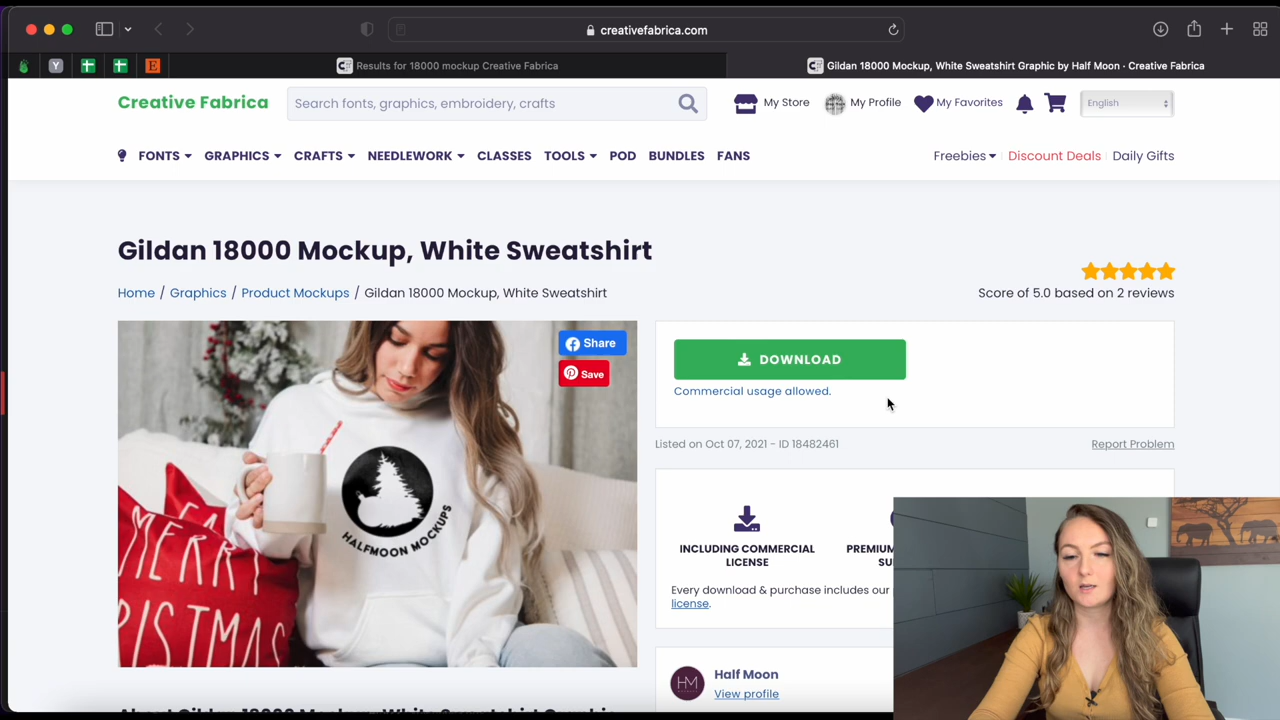 creativefabrica.com
Results for 18000 mockup Creative Fabrica
Gildan 18000 Mockup, White Sweatshirt Graphic by Half Moon · Creative Fabrica
Creative Fabrica
Search fonts, graphics, embroidery, crafts
My Store
My Profile
My Favorites
English
FONTS
GRAPHICS
CRAFTS
NEEDLEWORK
CLASSES
TOOLS
POD
BUNDLES
FANS
Freebies
Discount Deals
Daily Gifts
Gildan 18000 Mockup, White Sweatshirt
Home / Graphics / Product Mockups / Gildan 18000 Mockup, White Sweatshirt
Score of 5.0 based on 2 reviews
Share
Save
HALFMOON MOCKUPS
MERRY
DOWNLOAD
Commercial usage allowed.
Listed on Oct 07, 2021 - ID 18482461
Report Problem
INCLUDING COMMERCIAL
LICENSE
PREMIUM
Every download & purchase includes our
license.
HM
Half Moon
View profile